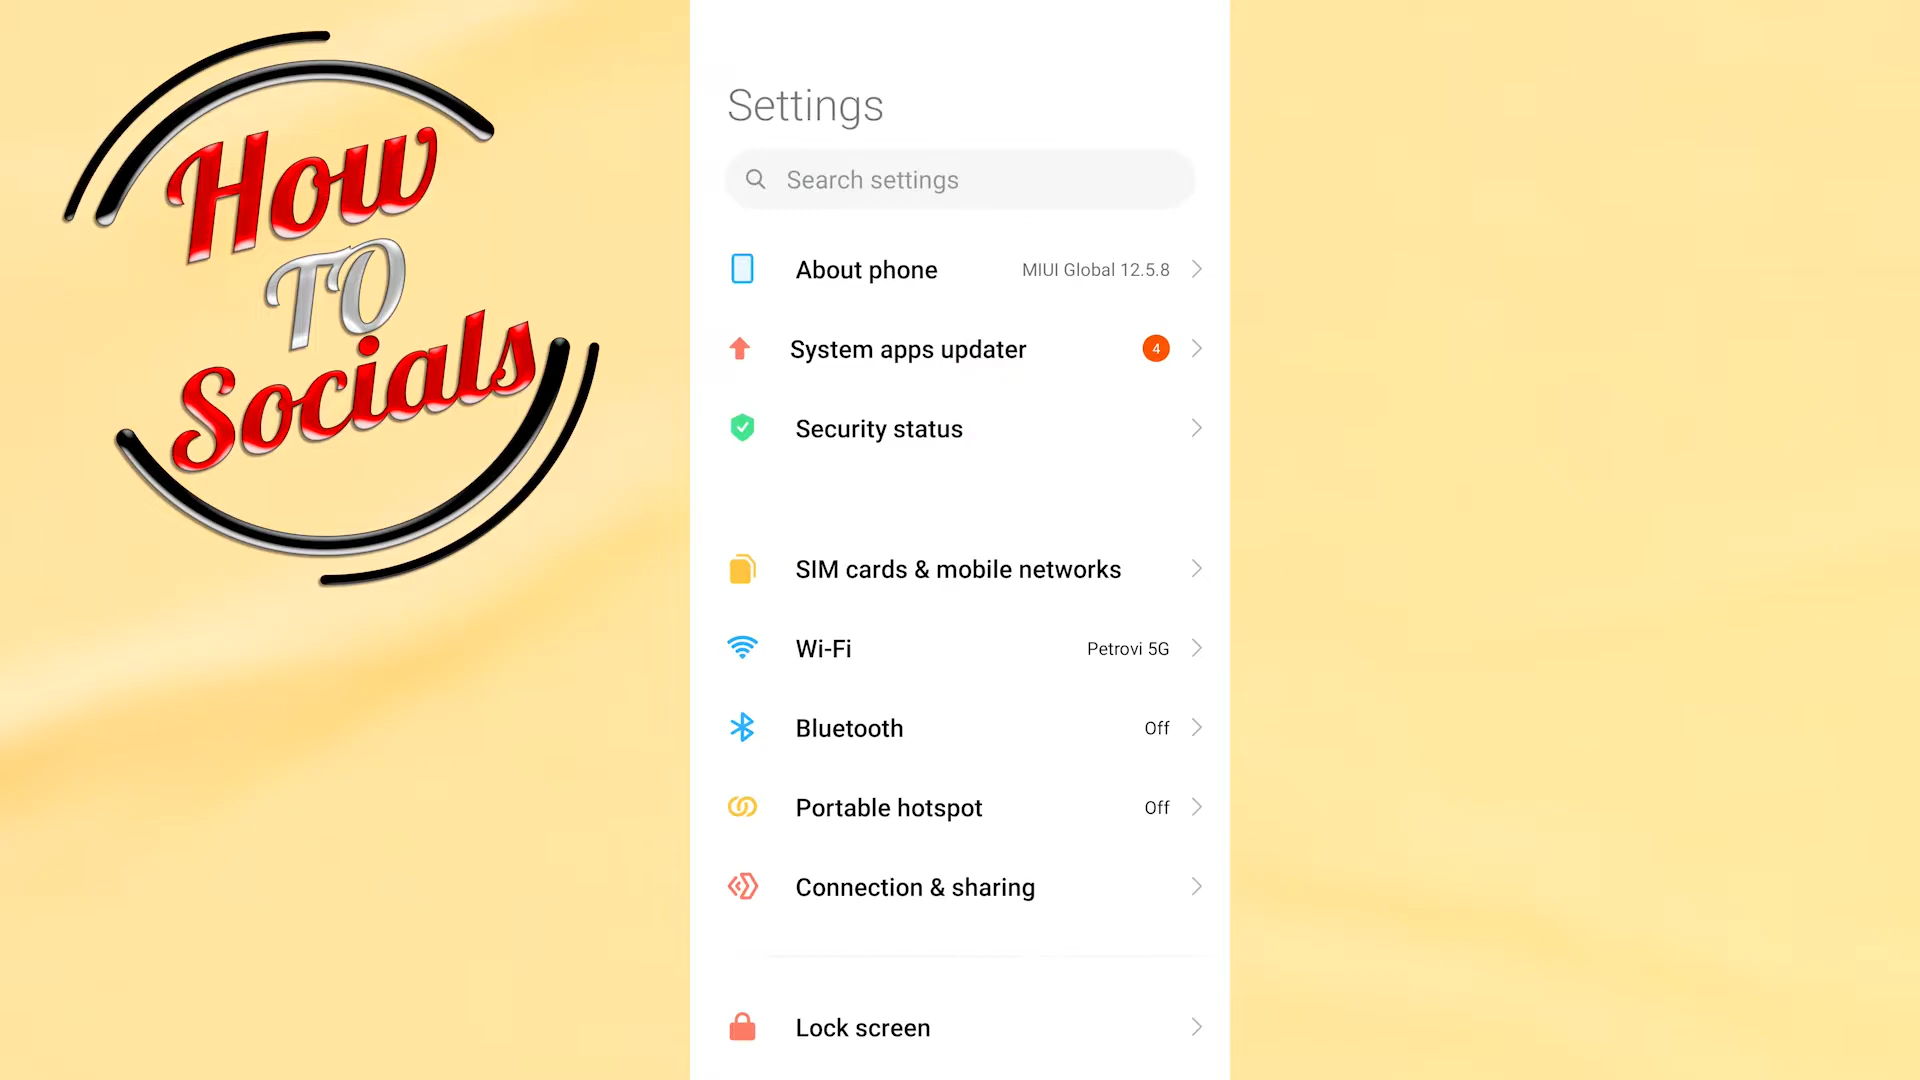 How
TO
Socials
Settings
Search settings
About phone MIUI Global 12.5.8
System apps updater 4
Security status
SIM cards & mobile networks
Wi-Fi Petrovi 5G
Bluetooth Off
Portable hotspot Off
Connection & sharing
Lock screen